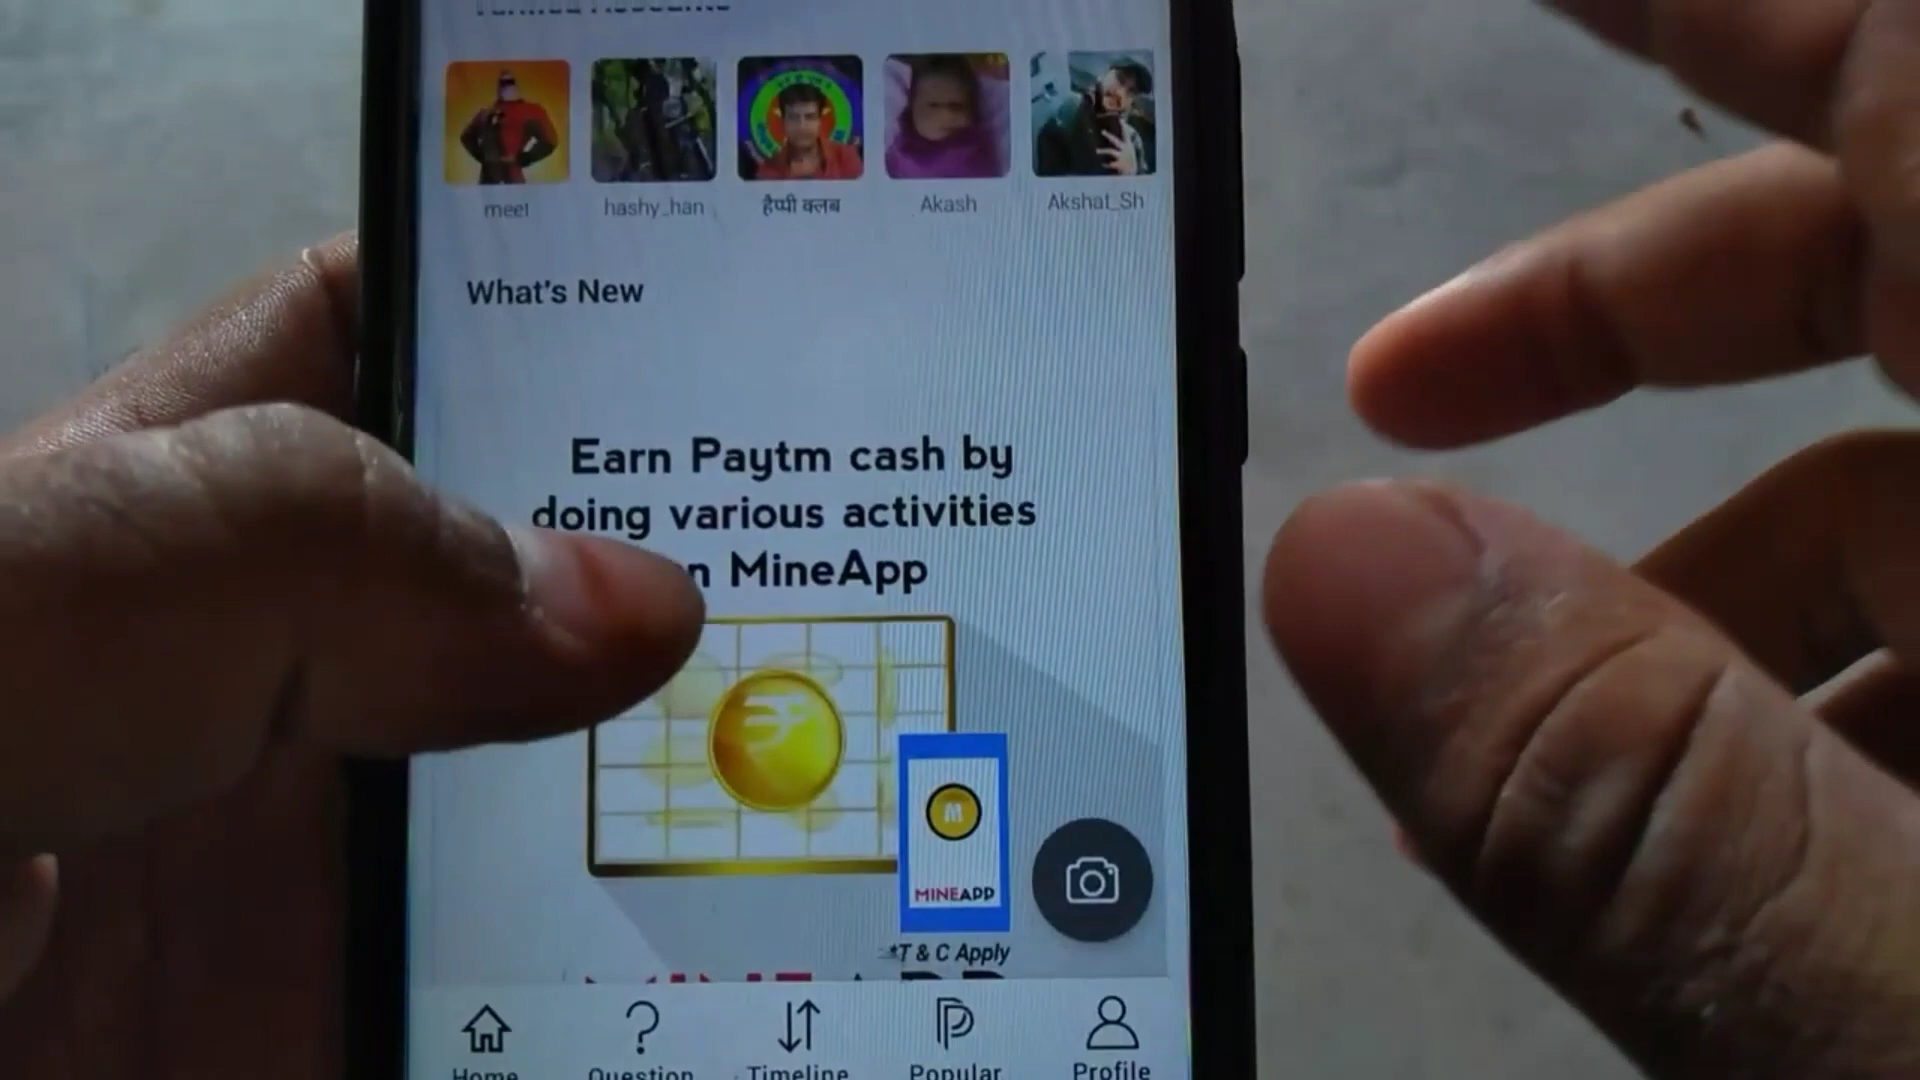 meet
hashy_han
हैप्पी क्लब
Akash
Akshat_Sh
What's New
Earn Paytm cash by
doing various activities
n MineApp
M
MINEAPP
*T & C Apply
Home
Question
Timeline
Popular
Profile